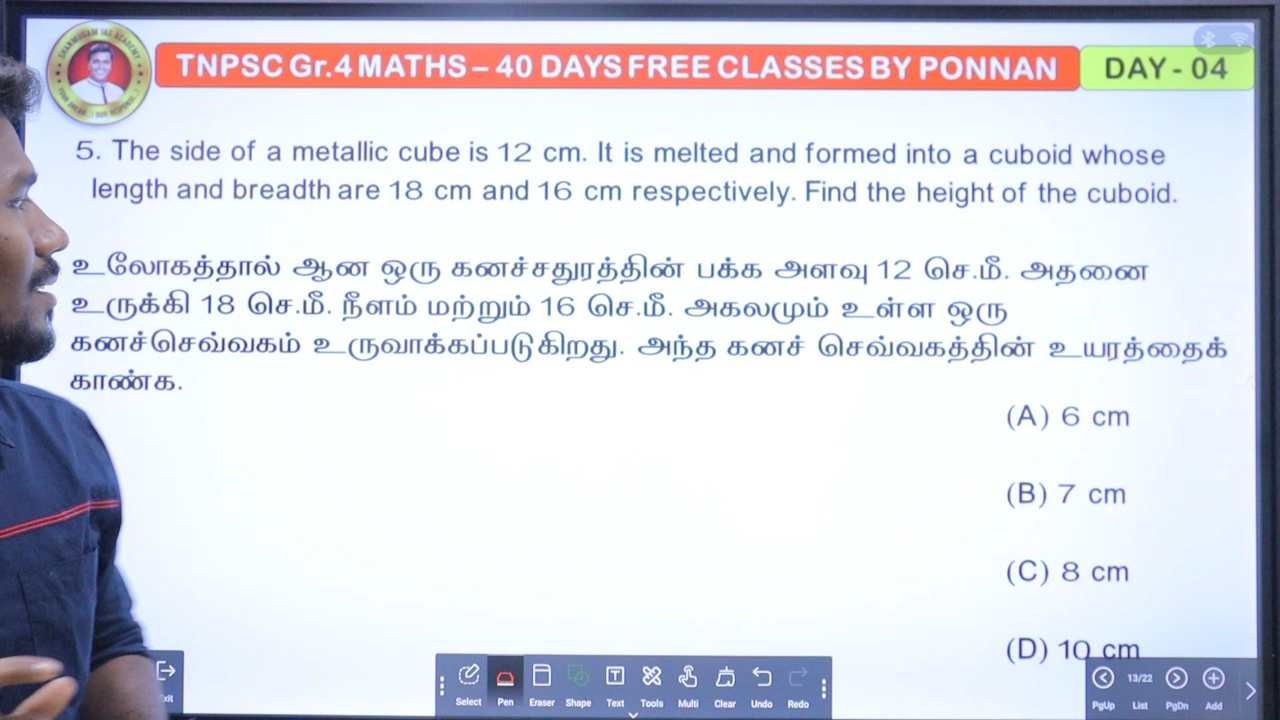 SHANMUGAM IAS ACADEMY
TNPSC Gr.4 MATHS – 40 DAYS FREE CLASSES BY PONNAN
DAY - 04
5. The side of a metallic cube is 12 cm. It is melted and formed into a cuboid whose
length and breadth are 18 cm and 16 cm respectively. Find the height of the cuboid.
உலோகத்தால் ஆன ஒரு கனச்சதுரத்தின் பக்க அளவு 12 செ.மீ. அதனை
உருக்கி 18 செ.மீ. நீளம் மற்றும் 16 செ.மீ. அகலமும் உள்ள ஒரு
கனச்செவ்வகம் உருவாக்கப்படுகிறது. அந்த கனச் செவ்வகத்தின் உயரத்தைக்
காண்க.
(A) 6 cm
(B) 7 cm
(C) 8 cm
(D) 10 cm
xit
Select Pen Eraser Shape Text Tools Multi Clear Undo Redo
13/22
PgUp List PgDn Add